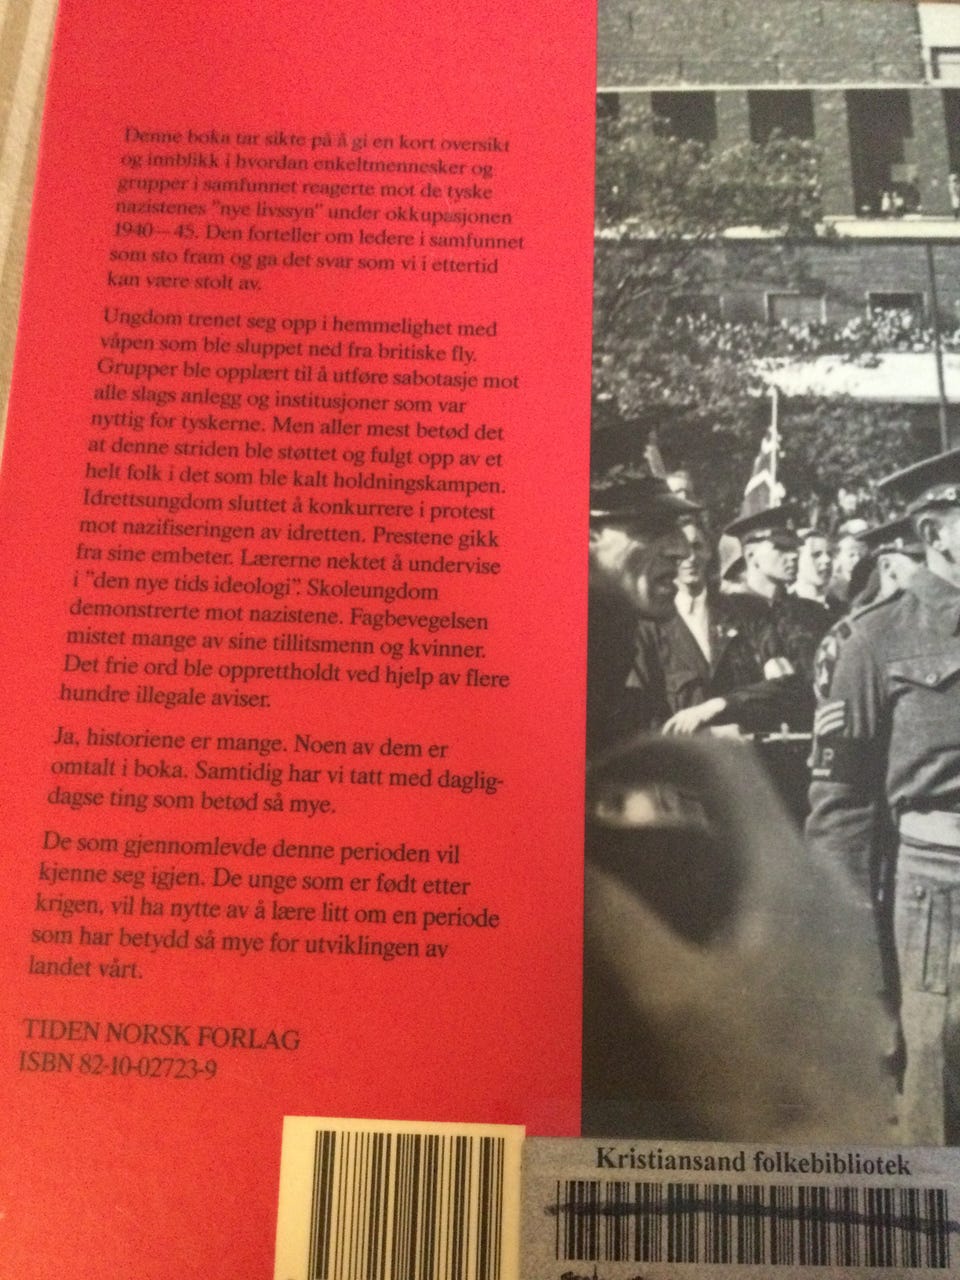 Denne boka tar sikte på å gi en kort oversikt
og innblikk i hvordan enkeltmennesker og
grupper i samfunnet reagerte mot de tyske
nazistenes ”nye livssyn” under okkupasjonen
1940—45. Den forteller om ledere i samfunnet
som sto fram og ga det svar som vi i ettertid
kan være stolt av.
Ungdom trenet seg opp i hemmelighet med
våpen som ble sluppet ned fra britiske fly.
Grupper ble opplært til å utføre sabotasje mot
alle slags anlegg og institusjoner som var
nyttig for tyskerne. Men aller mest betød det
at denne striden ble støttet og fulgt opp av et
helt folk i det som ble kalt holdningskampen.
Idrettsungdom sluttet å konkurrere i protest
mot nazifiseringen av idretten. Prestene gikk
fra sine embeter. Lærerne nektet å undervise
i ”den nye tids ideologi”. Skoleungdom
demonstrerte mot nazistene. Fagbevegelsen
mistet mange av sine tillitsmenn og kvinner.
Det frie ord ble opprettholdt ved hjelp av flere
hundre illegale aviser.
Ja, historiene er mange. Noen av dem er
omtalt i boka. Samtidig har vi tatt med daglig-
dagse ting som betød så mye.
De som gjennomlevde denne perioden vil
kjenne seg igjen. De unge som er født etter
krigen, vil ha nytte av å lære litt om en periode
som har betydd så mye for utviklingen av
landet vårt.
TIDEN NORSK FORLAG
ISBN 82-10-02723-9
Kristiansand folkebibliotek
P